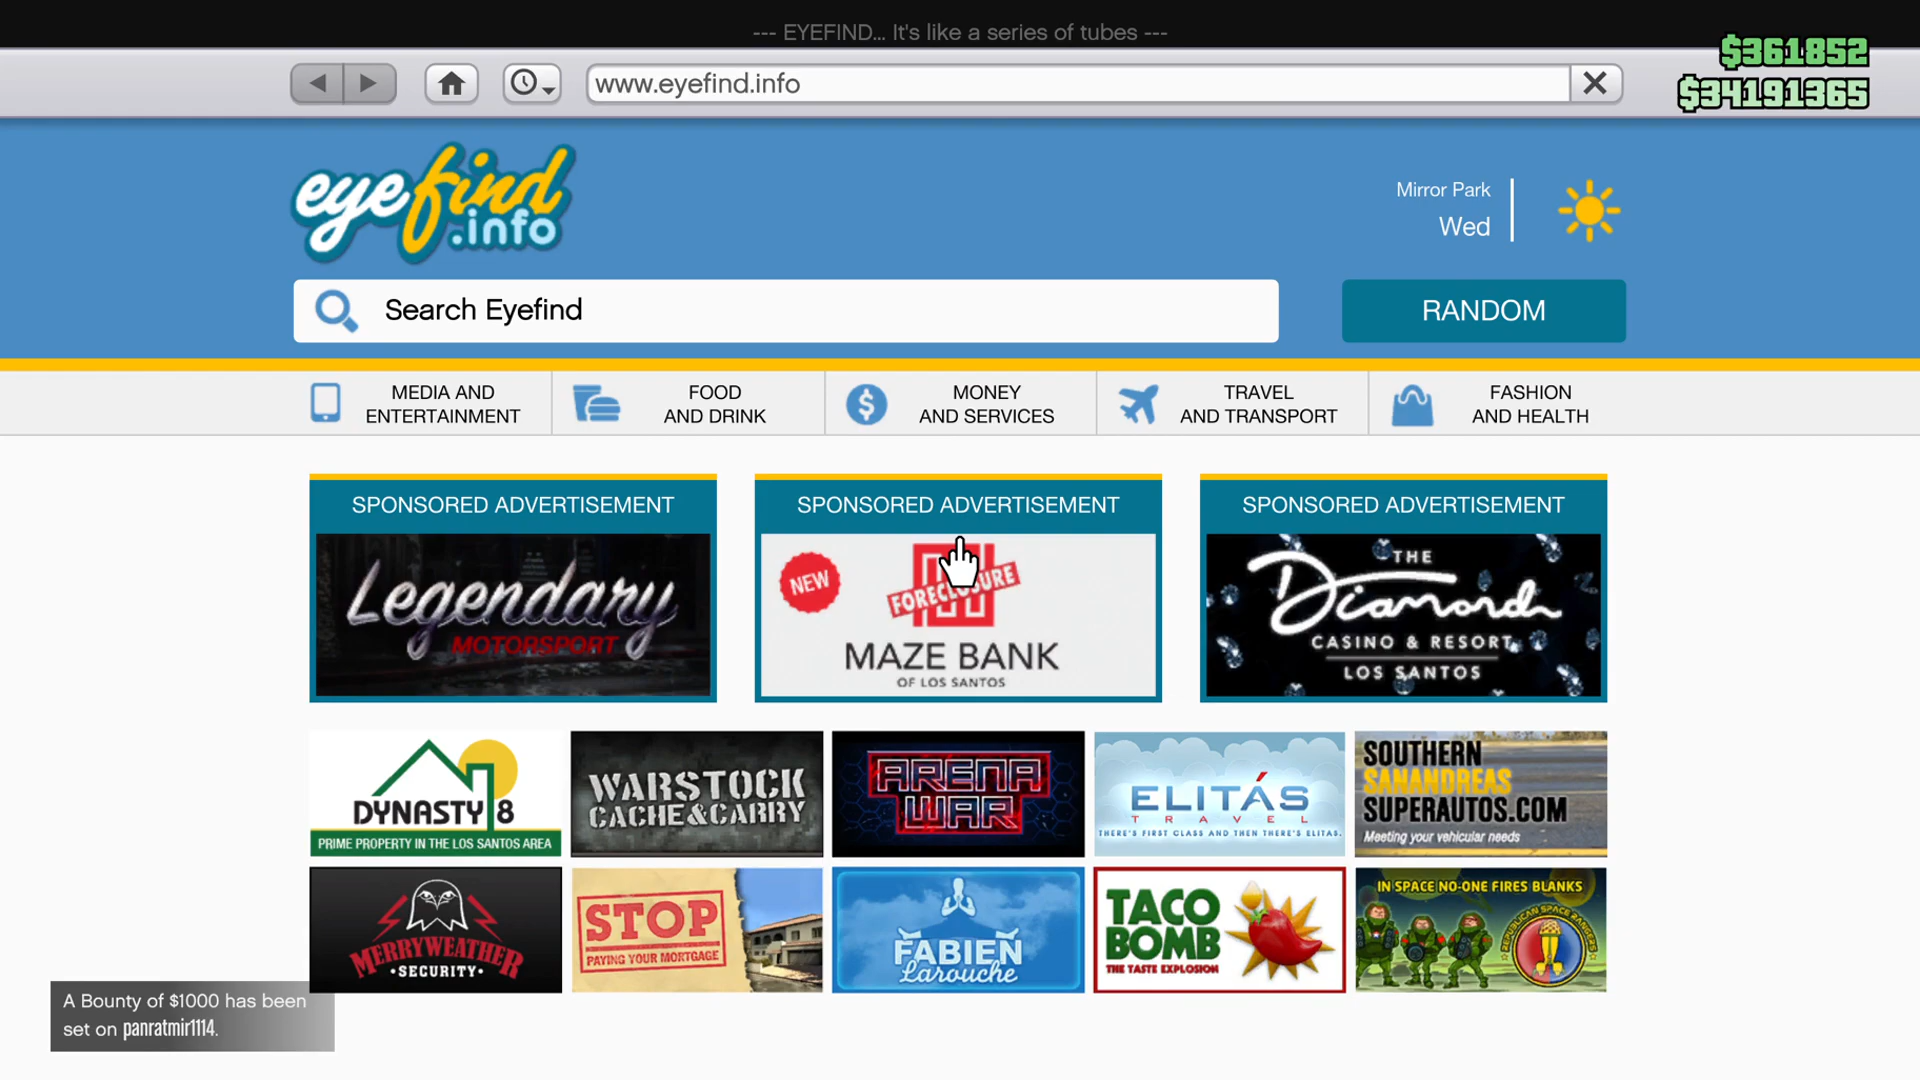 --- EYEFIND... It's like a series of tubes ---
www.eyefind.info
$361852
$34191365
eyefind
.info
Mirror Park
Wed
Search Eyefind
RANDOM
MEDIA AND
ENTERTAINMENT
FOOD
AND DRINK
MONEY
AND SERVICES
TRAVEL
AND TRANSPORT
FASHION
AND HEALTH
SPONSORED ADVERTISEMENT
Legendary
MOTORSPORT
SPONSORED ADVERTISEMENT
NEW
FORECLOSURE
MAZE BANK
OF LOS SANTOS
SPONSORED ADVERTISEMENT
THE
Diamond
CASINO & RESORT
LOS SANTOS
DYNASTY 8
PRIME PROPERTY IN THE LOS SANTOS AREA
WARSTOCK
CACHE&CARRY
ARENA
WAR
ELITÁS
TRAVEL
THERE'S FIRST CLASS AND THEN THERE'S ELITAS.
SOUTHERN
SANANDREAS
SUPERAUTOS.COM
Meeting your vehicular needs
MERRYWEATHER
•SECURITY•
STOP
PAYING YOUR MORTGAGE
FABIEN
Larouche
TACO
BOMB
THE TASTE EXPLOSION
IN SPACE NO-ONE FIRES BLANKS
REPUBLICAN SPACE RANGERS
A Bounty of $1000 has been
set on panratmir1114.